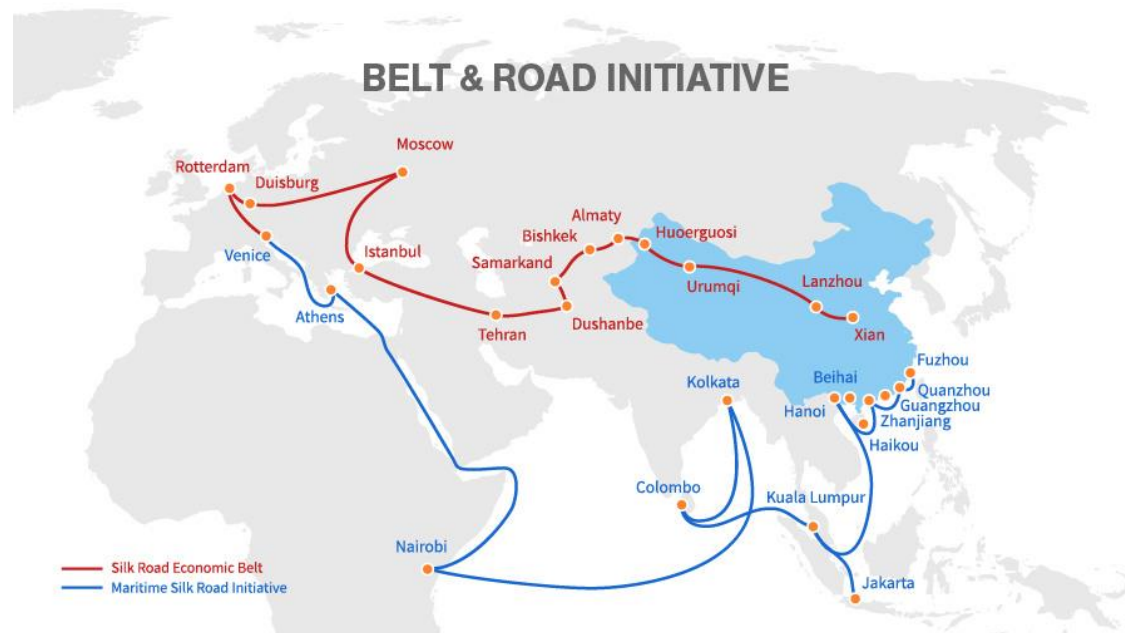 BELT & ROAD INITIATIVE
Moscow
Rotterdam
Duisburg
Almaty
Huoerguosi
Bishkek
Venice
Istanbul
Samarkand
Urumqi
Lanzhou
Athens
Tehran
Dushanbe
Xian
Fuzhou
Kolkata
Beihai
Quanzhou
Hanoi
Guangzhou
Zhanjiang
Haikou
Colombo
Kuala Lumpur
Nairobi
Silk Road Economic Belt
Maritime Silk Road Initiative
Jakarta